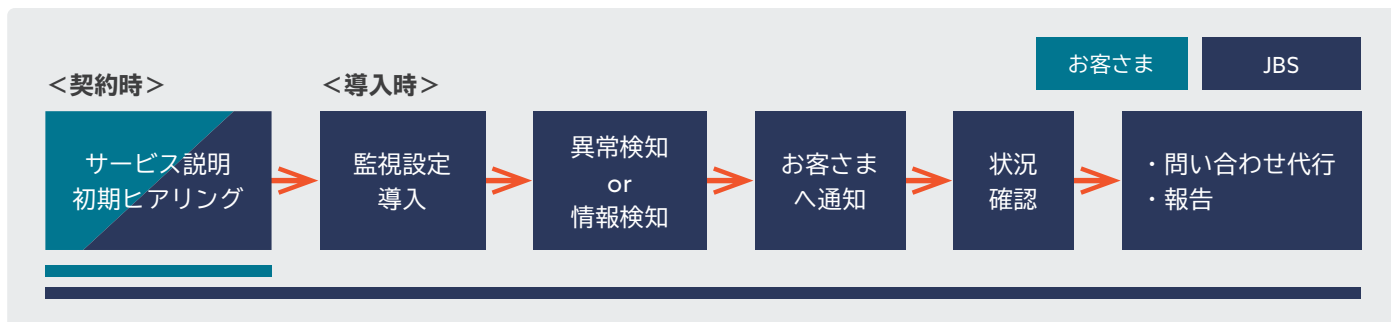 お客さま
JBS
＜契約時＞
＜導入時＞
サービス説明
初期ヒアリング
監視設定
導入
異常検知
or
情報検知
お客さま
へ通知
状況
確認
・問い合わせ代行
・報告